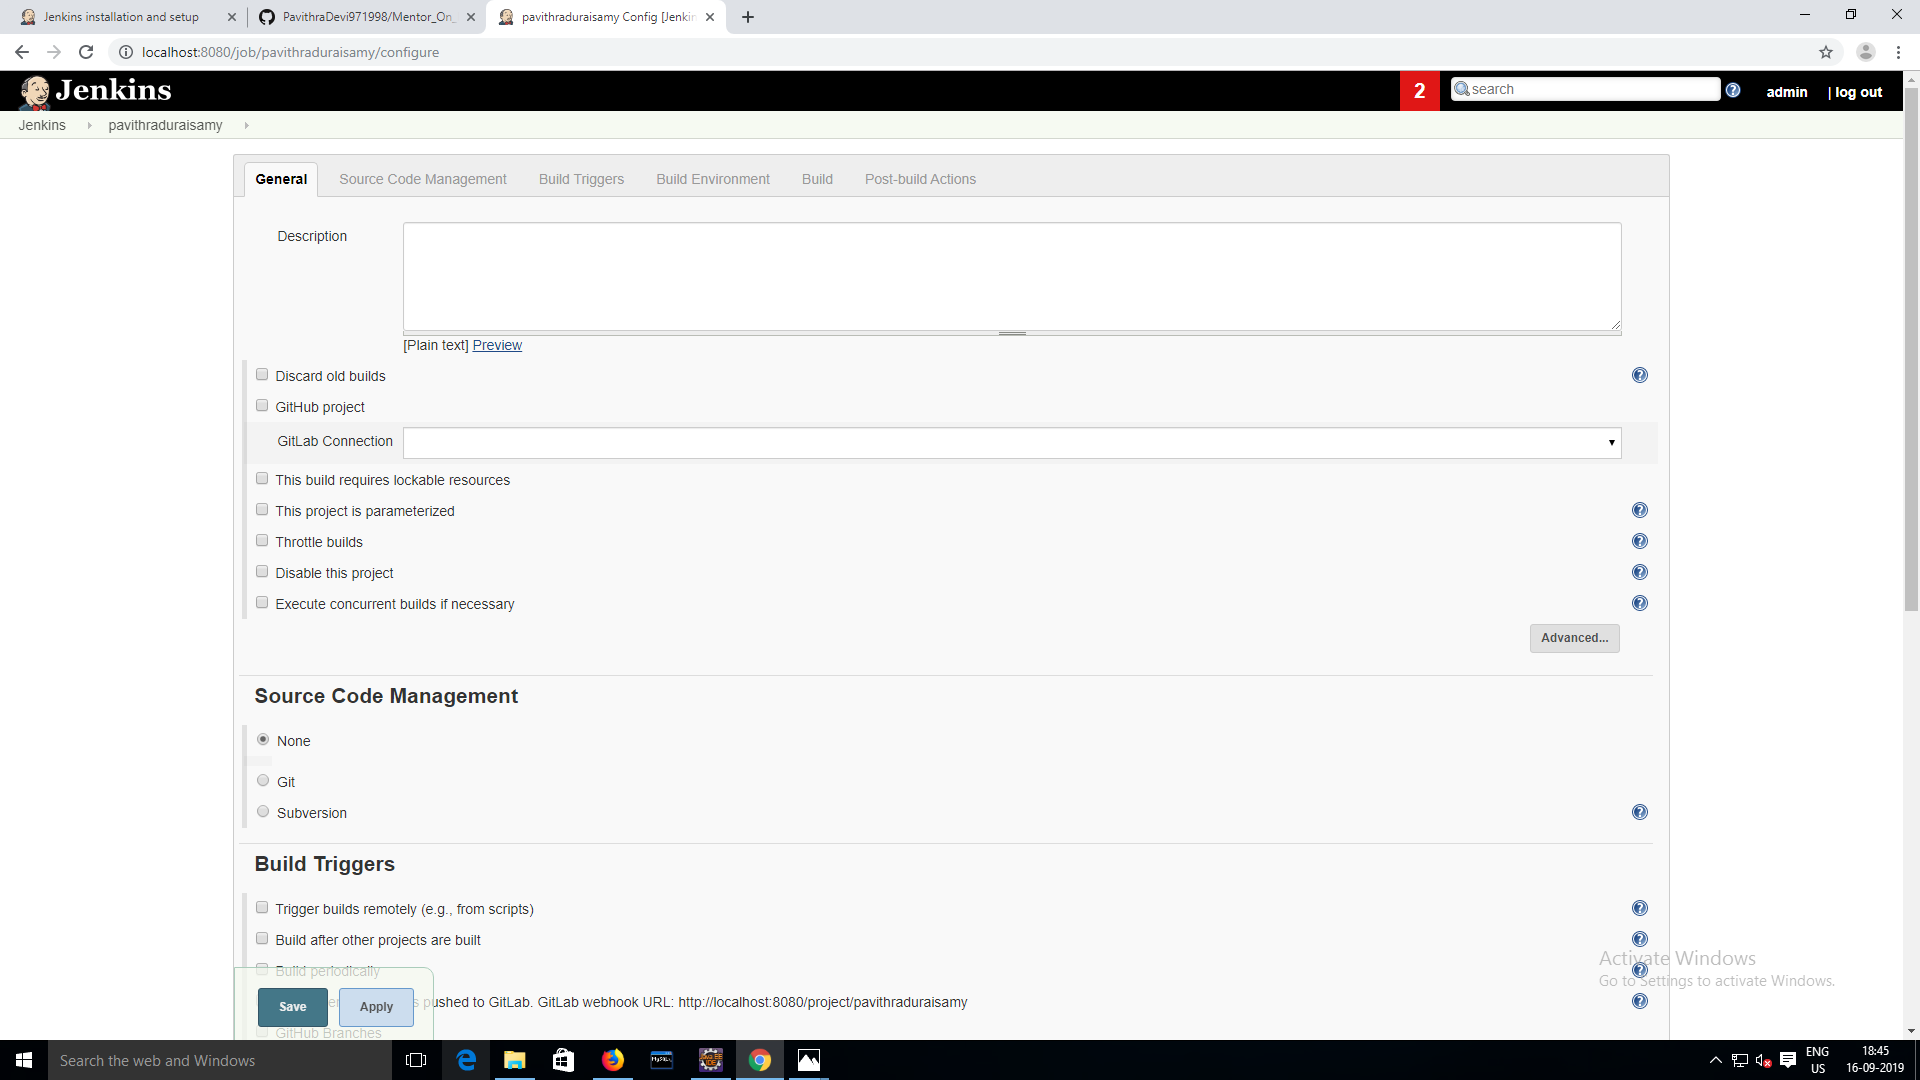 Jenkins installation and setup
PavithraDevi971998/Mentor_On_
pavithraduraisamy Config [Jenkin
localhost:8080/job/pavithraduraisamy/configure
Jenkins
2
search
admin
| log out
Jenkins
pavithraduraisamy
General
Source Code Management
Build Triggers
Build Environment
Build
Post-build Actions
Description
[Plain text] Preview
Discard old builds
GitHub project
GitLab Connection
This build requires lockable resources
This project is parameterized
Throttle builds
Disable this project
Execute concurrent builds if necessary
Advanced...
Source Code Management
None
Git
Subversion
Build Triggers
Trigger builds remotely (e.g., from scripts)
Build after other projects are built
Build periodically
pushed to GitLab. GitLab webhook URL: http://localhost:8080/project/pavithraduraisamy
Save
Apply
GitHub Branches
Activate Windows
Go to Settings to activate Windows.
Search the web and Windows
ENG
US
18:45
16-09-2019